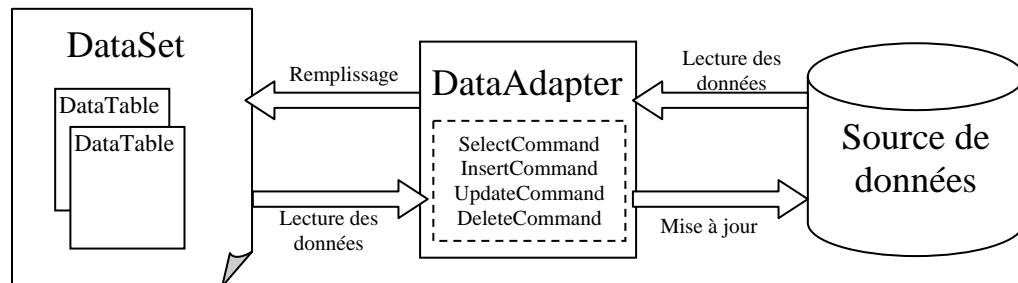 DataSet
DataTable
DataTable
Remplissage
Lecture des
données
DataAdapter
SelectCommand
InsertCommand
UpdateCommand
DeleteCommand
Lecture des
données
Mise à jour
Source de
données